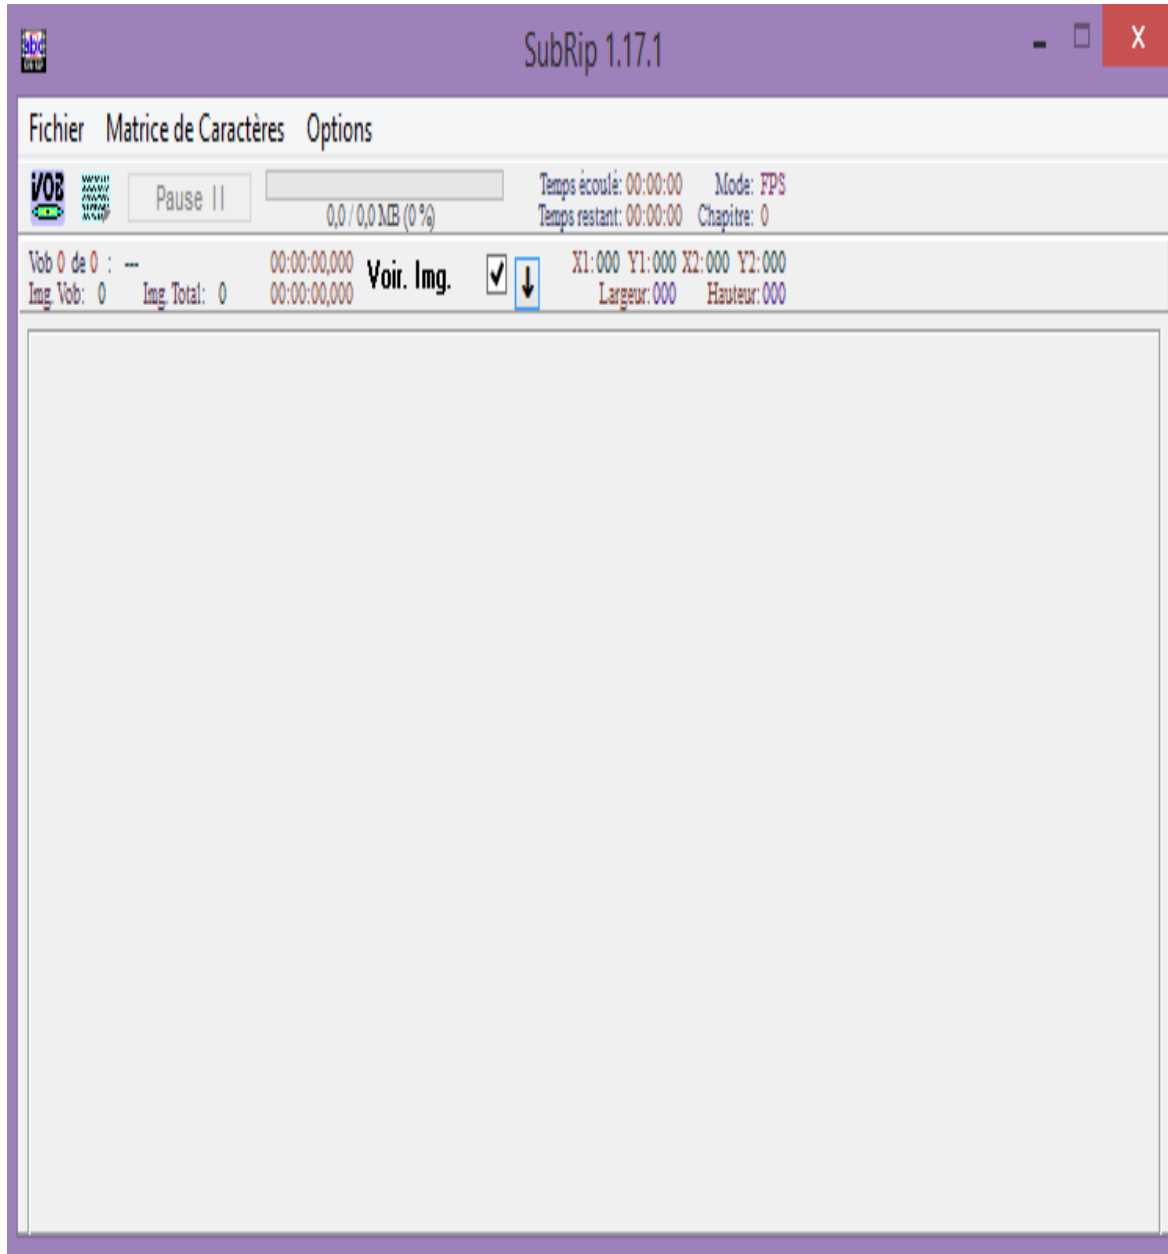 SubRip 1.17.1
X
Fichier Matrice de Caractères Options
Pause II
0,0 / 0,0 MB (0 %)
Temps écoulé: 00:00:00 Mode: FPS
Temps restant: 00:00:00 Chapitre: 0
Vob 0 de 0 : --- 00:00:00,000
Img. Vob: 0 Img. Total: 0 00:00:00,000
Voir. Img.
X1:000 Y1:000 X2:000 Y2:000
Largeur:000 Hauteur:000